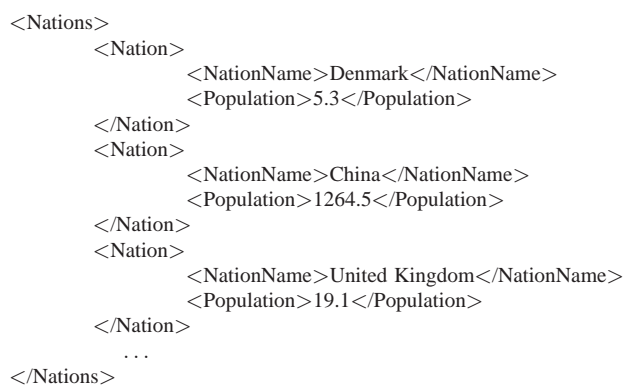 <Nations>
<Nation>
<NationName>Denmark</NationName>
<Population>5.3</Population>
</Nation>
<Nation>
<NationName>China</NationName>
<Population>1264.5</Population>
</Nation>
<Nation>
<NationName>United Kingdom</NationName>
<Population>19.1</Population>
</Nation>
...
</Nations>